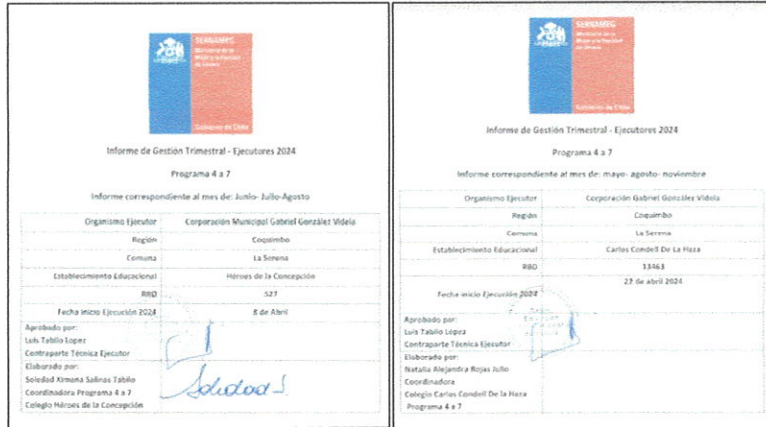 SERNAMEG
Ministerio de la
Mujer y la Equidad
de Género
Gobierno de Chile
Informe de Gestión Trimestral - Ejecutores 2024
Programa 4 a 7
Informe correspondiente al mes de: Junio- Julio-Agosto
Organismo Ejecutor Corporación Municipal Gabriel González Videla
Región Coquimbo
Comuna La Serena
Establecimiento Educacional Héroes de la Concepción
RBD 527
Fecha inicio Ejecución 2024 8 de Abril
Aprobado por:
Luis Tabilo Lopez
Contraparte Técnica Ejecutor
Elaborado por:
Soledad Ximena Salinas Tabilo
Coordinadora Programa 4 a 7
Colegio Héroes de la Concepción
Soledad S.
SERNAMEG
Ministerio de la
Mujer y la Equidad
de Género
Gobierno de Chile
Informe de Gestión Trimestral - Ejecutores 2024
Programa 4 a 7
Informe correspondiente al mes de: mayo- agosto- noviembre
Organismo Ejecutor Corporación Gabriel González Videla
Región Coquimbo
Comuna La Serena
Establecimiento Educacional Carlos Condell De La Haza
RBD 13463
Fecha inicio Ejecución 2024 22 de abril 2024
Aprobado por:
Luis Tabilo López
Contraparte Técnica Ejecutor
Elaborado por:
Natalia Alejandra Rojas Julio
Coordinadora
Colegio Carlos Condell De La Haza
Programa 4 a 7